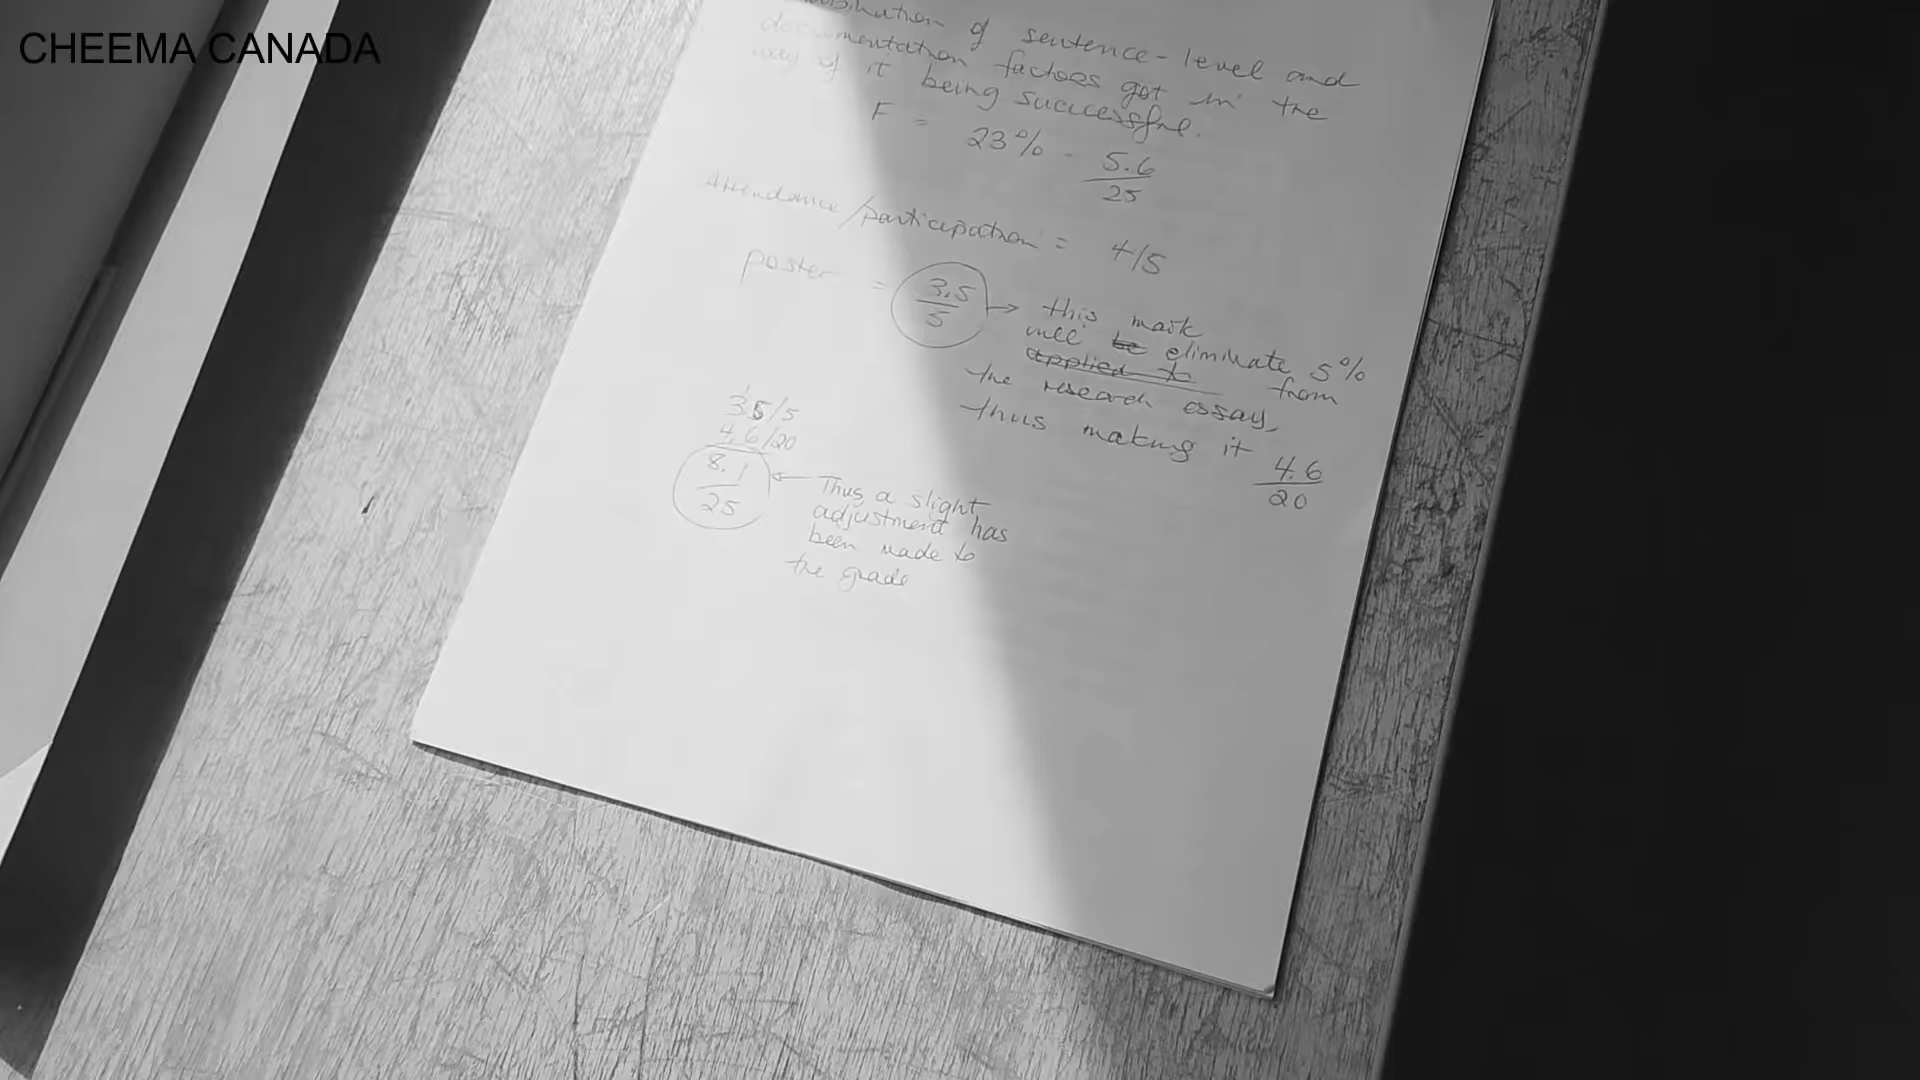 CHEEMA CANADA
of sentence-level and
documentation factors got in the
way of it being successful.
F = 23% - 5.6/25
Attendance/participation = 4/5
poster = 3.5/5 → this mark
will be eliminate 5%
applied to from
the research essay,
thus making it 4.6/20
3.5/5
4.6/20
8.1/25 ← Thus a slight
adjustment has
been made to
the grade